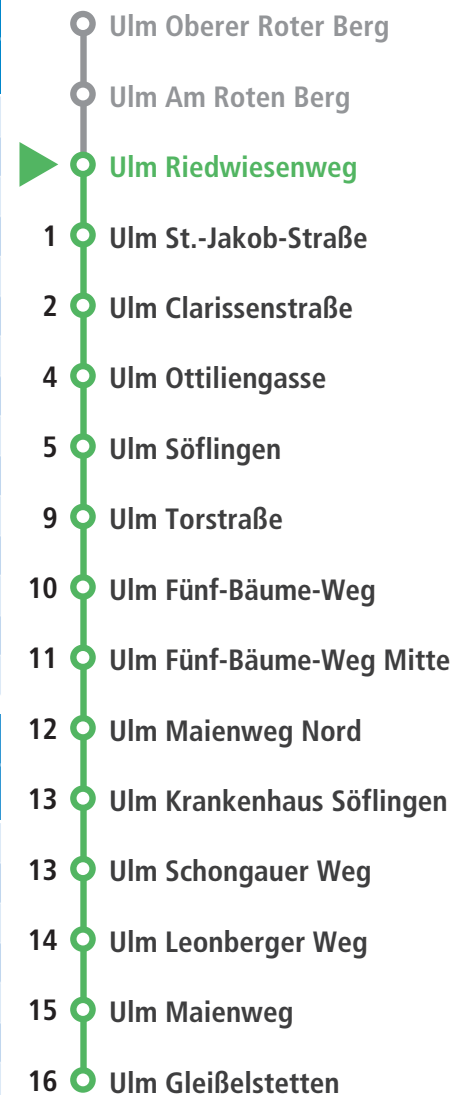 Ulm Oberer Roter Berg
Ulm Am Roten Berg
Ulm Riedwiesenweg
1 Ulm St.-Jakob-Straße
2 Ulm Clarissenstraße
4 Ulm Ottiliengasse
5 Ulm Söflingen
9 Ulm Torstraße
10 Ulm Fünf-Bäume-Weg
11 Ulm Fünf-Bäume-Weg Mitte
12 Ulm Maienweg Nord
13 Ulm Krankenhaus Söflingen
13 Ulm Schongauer Weg
14 Ulm Leonberger Weg
15 Ulm Maienweg
16 Ulm Gleißelstetten